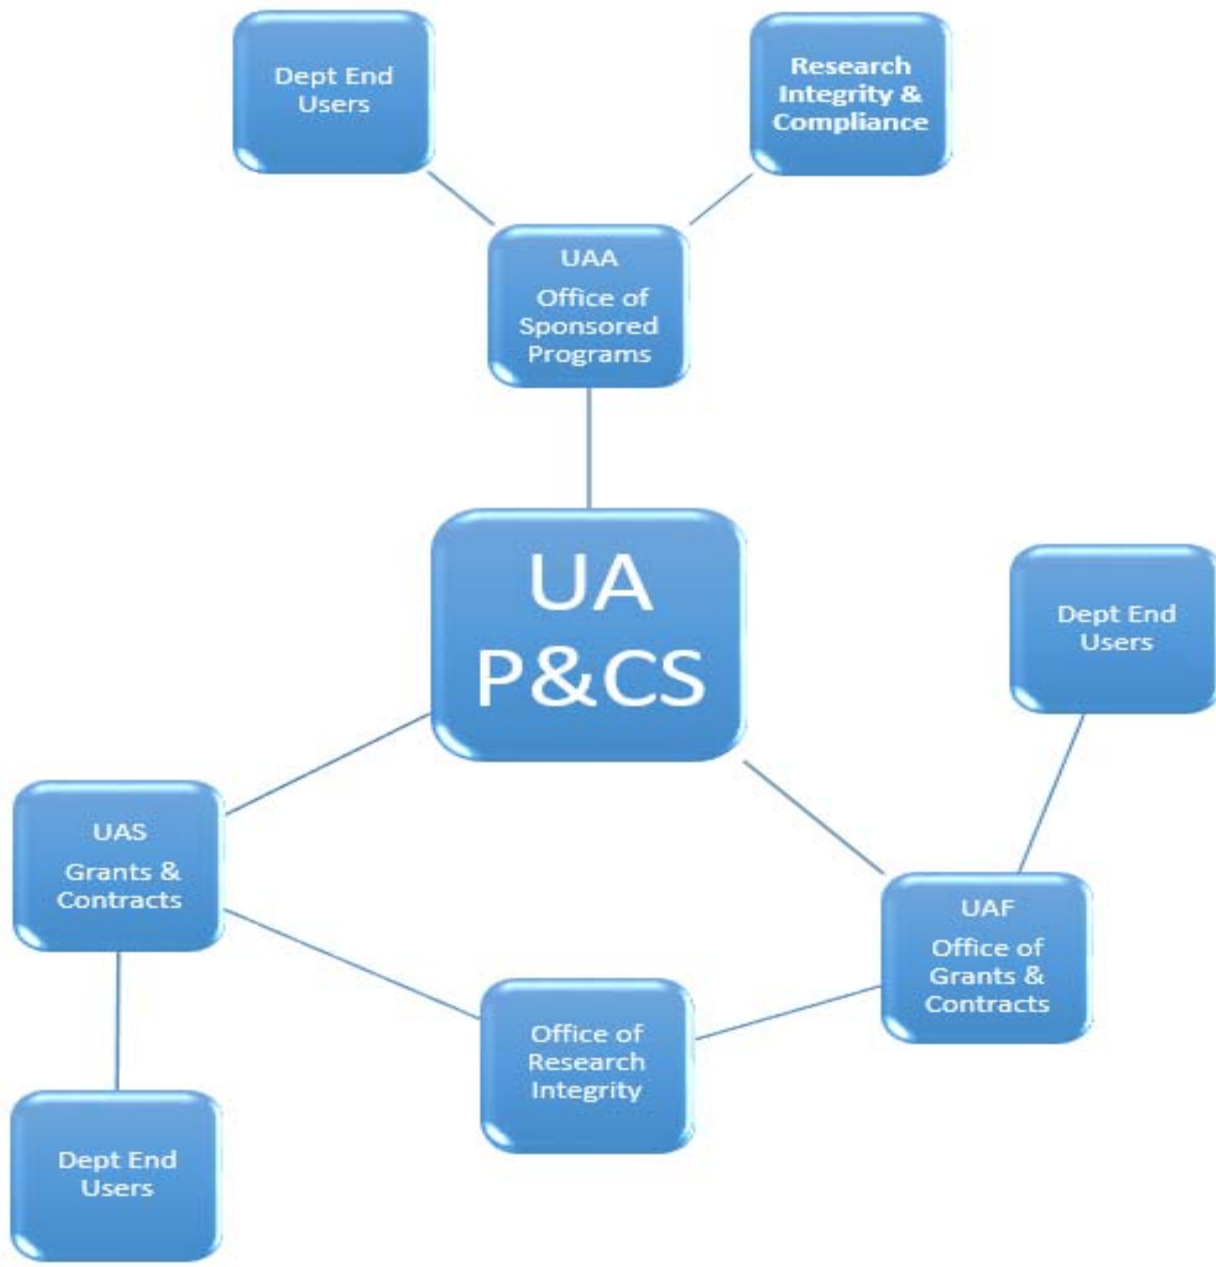 Dept End
Users
Research
Integrity &
Compliance
UAA
Office of
Sponsored
Programs
UA
P&CS
Dept End
Users
UAS
Grants &
Contracts
UAF
Office of
Grants &
Contracts
Office of
Research
Integrity
Dept End
Users